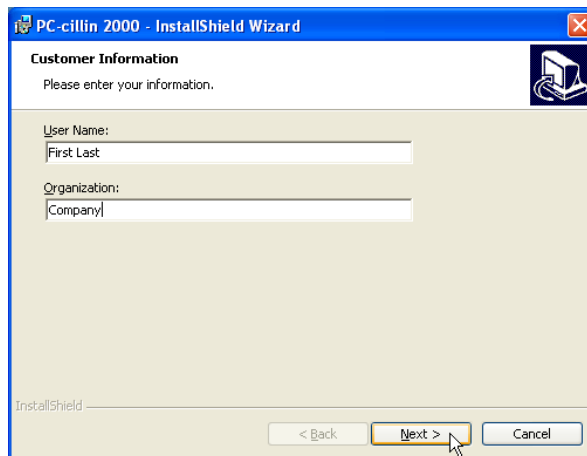 PC-cillin 2000 - InstallShield Wizard
Customer Information
Please enter your information.
User Name:
First Last
Organization:
Company
InstallShield
< Back Next > Cancel